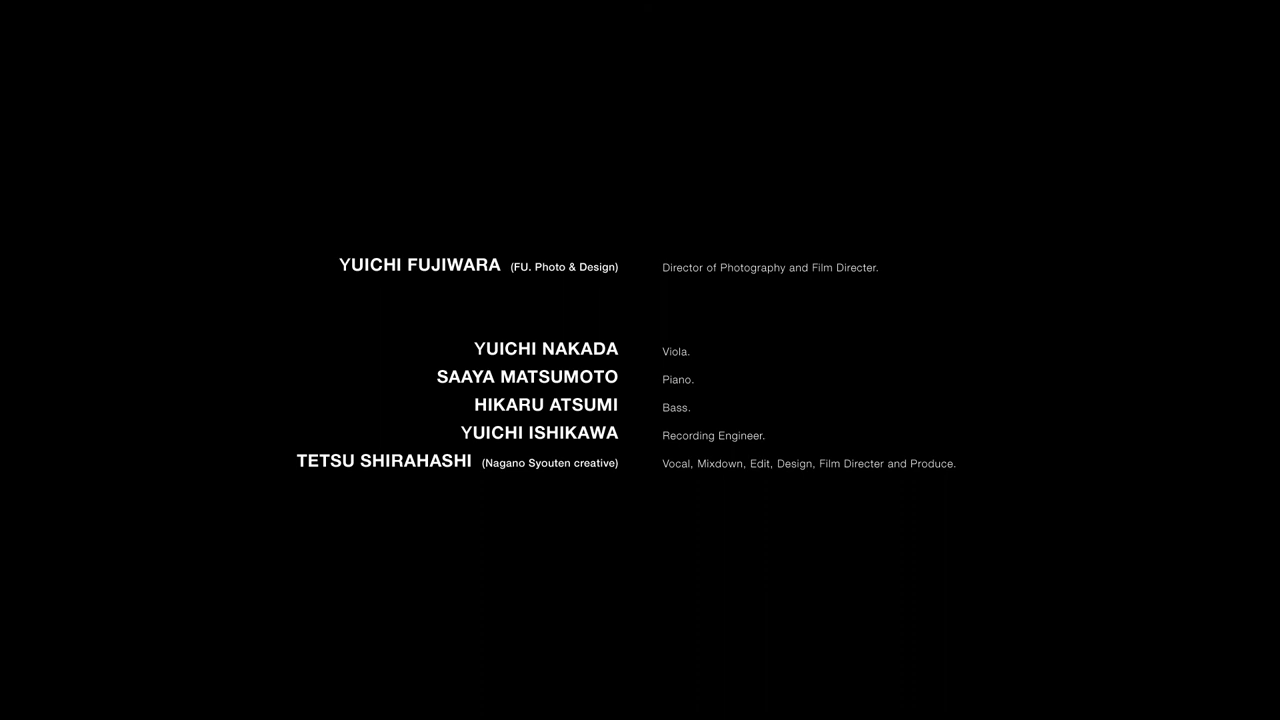 YUICHI FUJIWARA (FU. Photo & Design) Director of Photography and Film Directer.
YUICHI NAKADA Viola.
SAAYA MATSUMOTO Piano.
HIKARU ATSUMI Bass.
YUICHI ISHIKAWA Recording Engineer.
TETSU SHIRAHASHI (Nagano Syouten creative) Vocal, Mixdown, Edit, Design, Film Directer and Produce.